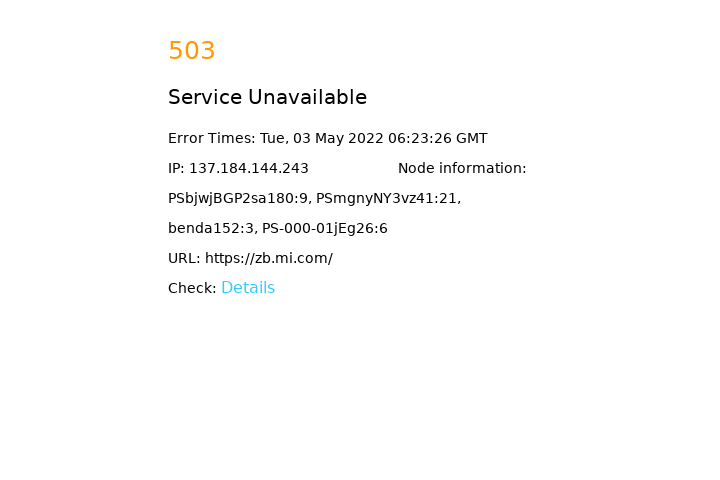 503
Service Unavailable
Error Times: Tue, 03 May 2022 06:23:26 GMT
IP: 137.184.144.243 Node information:
PSbjwjBGP2sa180:9, PSmgnyNY3vz41:21,
benda152:3, PS-000-01jEg26:6
URL: https://zb.mi.com/
Check: Details